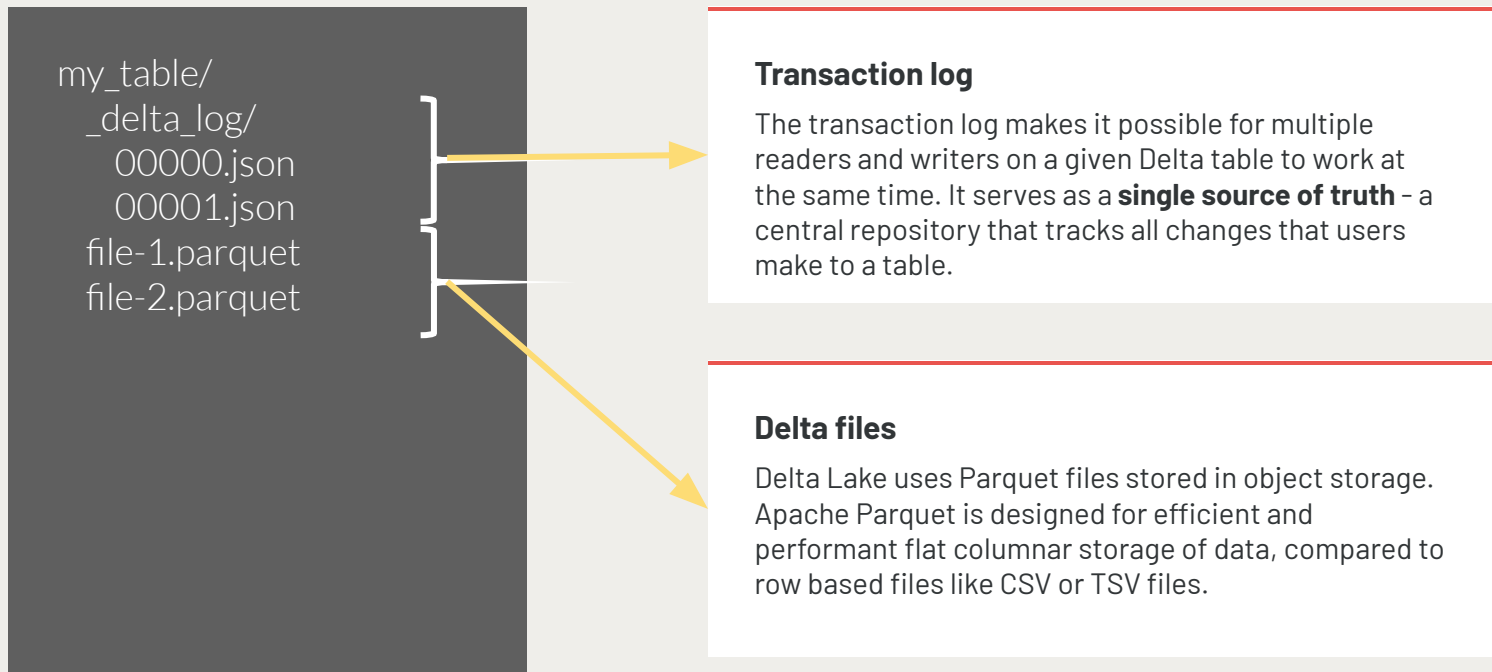 my_table/
_delta_log/
00000.json
00001.json
file-1.parquet
file-2.parquet
Transaction log
The transaction log makes it possible for multiple
readers and writers on a given Delta table to work at
the same time. It serves as a single source of truth - a
central repository that tracks all changes that users
make to a table.
Delta files
Delta Lake uses Parquet files stored in object storage.
Apache Parquet is designed for efficient and
performant flat columnar storage of data, compared to
row based files like CSV or TSV files.